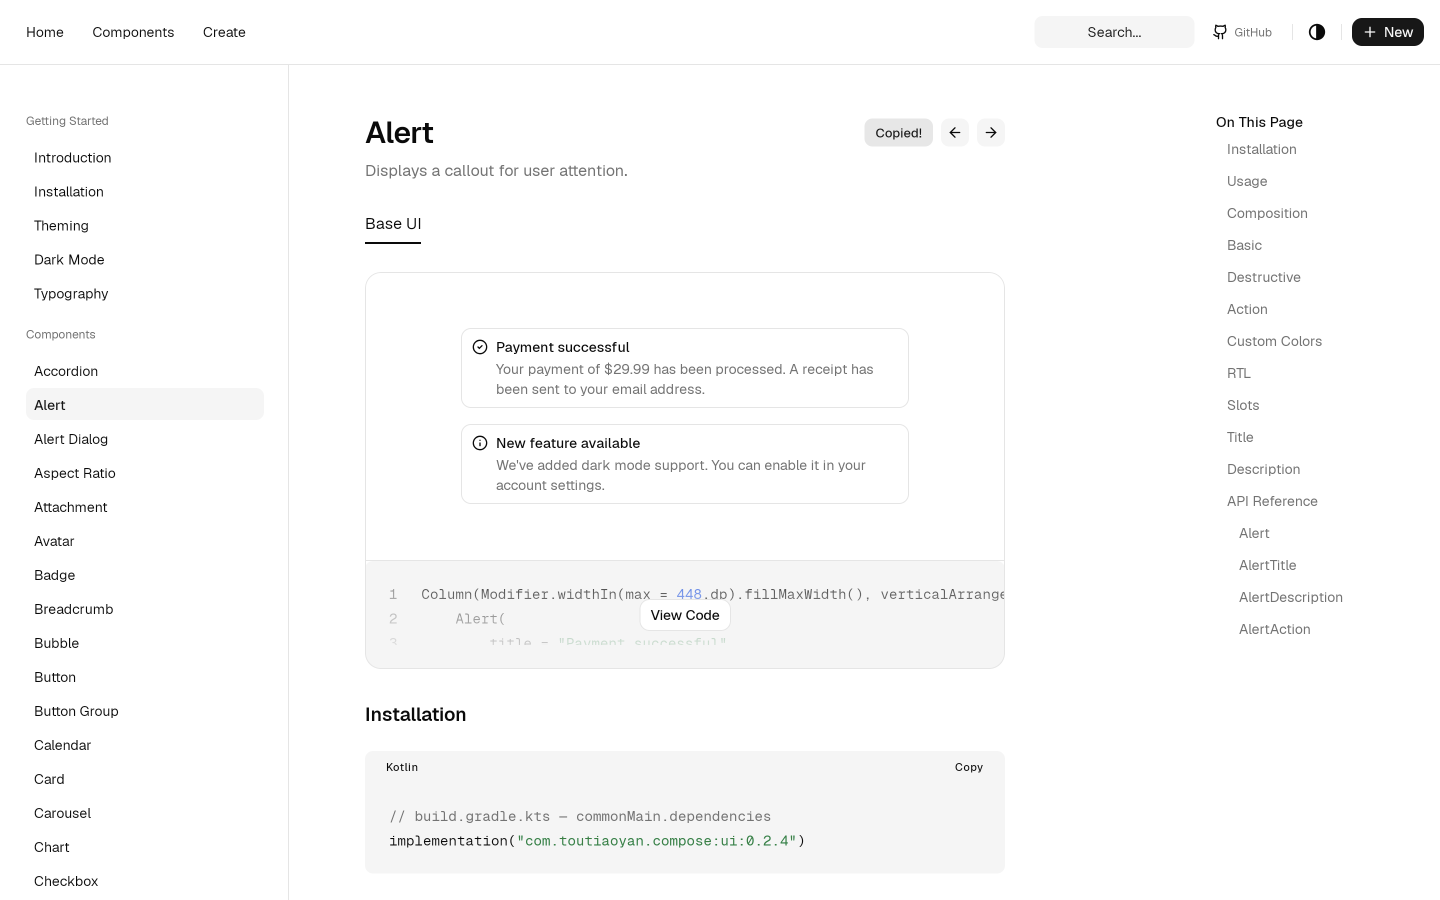 Home
Components
Create
Search...
GitHub
New
Getting Started
Introduction
Installation
Theming
Dark Mode
Typography
Components
Accordion
Alert
Alert Dialog
Aspect Ratio
Attachment
Avatar
Badge
Breadcrumb
Bubble
Button
Button Group
Calendar
Card
Carousel
Chart
Checkbox
Alert
Copied!
Displays a callout for user attention.
Base UI
Payment successful
Your payment of $29.99 has been processed. A receipt has
been sent to your email address.
New feature available
We've added dark mode support. You can enable it in your
account settings.
1 Column(Modifier.widthIn(max = 448.dp).fillMaxWidth(), verticalArrange
2 Alert(
3 title = "Payment successful"
View Code
Installation
Kotlin
Copy
// build.gradle.kts — commonMain.dependencies
implementation("com.toutiaoyan.compose:ui:0.2.4")
On This Page
Installation
Usage
Composition
Basic
Destructive
Action
Custom Colors
RTL
Slots
Title
Description
API Reference
Alert
AlertTitle
AlertDescription
AlertAction